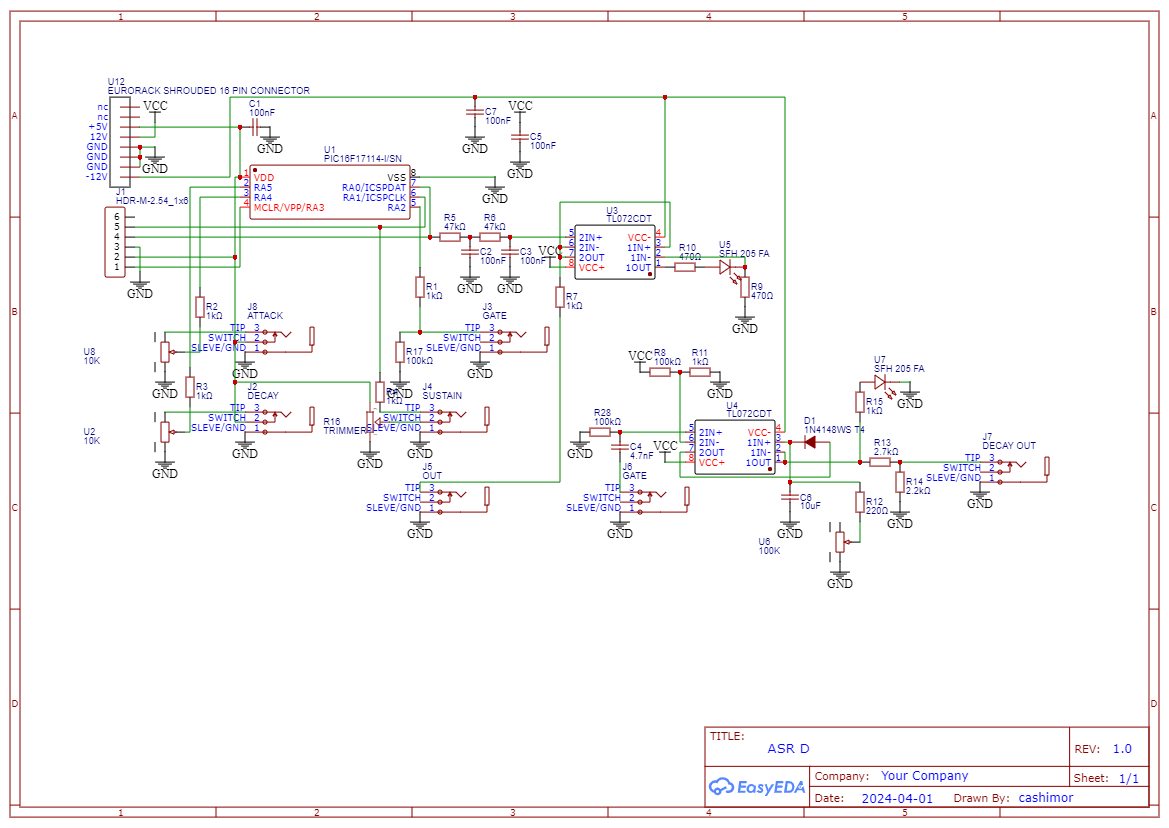 1 2 3 4 5
A
B
C
D
A
B
C
D
U12
EURORACK SHROUDED 16 PIN CONNECTOR
nc
nc
+5V
12V
GND
GND
GND
-12V
VCC
GND
C1
100nF
GND
C7
100nF
GND
VCC
C5
100nF
GND
J1
HDR-M-2.54_1x6
6
5
4
3
2
1
GND
U1
PIC16F17114-I/SN
1 VDD
2 RA5
3 RA4
4 MCLR/VPP/RA3
VSS 8
RA0/ICSPDAT 7
RA1/ICSPCLK 6
RA2 5
GND
R5
47kΩ
R6
47kΩ
C2
100nF
GND
C3
100nF
GND
VCC
U3
TL072CDT
5 2IN+
6 2IN-
7 2OUT
8 VCC+
VCC- 4
1IN+ 3
1IN- 2
1OUT 1
R10
470Ω
U5
SFH 205 FA
R9
470Ω
GND
R1
1kΩ
R7
1kΩ
R2
1kΩ
J8
ATTACK
TIP 3
SWITCH 2
SLEVE/GND 1
GND
U8
10K
GND
R3
1kΩ
J2
DECAY
TIP 3
SWITCH 2
SLEVE/GND 1
GND
U2
10K
GND
J3
GATE
TIP 3
SWITCH 2
SLEVE/GND 1
GND
R17
100kΩ
GND
R4
1kΩ
J4
SUSTAIN
TIP 3
SWITCH 2
SLEVE/GND 1
GND
R16
TRIMMER
GND
J5
OUT
TIP 3
SWITCH 2
SLEVE/GND 1
GND
VCC
R8
100kΩ
R11
1kΩ
GND
R28
100kΩ
GND
C4
4.7nF
VCC
J6
GATE
TIP 3
SWITCH 2
SLEVE/GND 1
GND
U4
TL072CDT
5 2IN+
6 2IN-
7 2OUT
8 VCC+
VCC- 4
1IN+ 3
1IN- 2
1OUT 1
D1
1N4148WS T4
U7
SFH 205 FA
GND
R15
1kΩ
R13
2.7kΩ
R14
2.2kΩ
GND
J7
DECAY OUT
TIP 3
SWITCH 2
SLEVE/GND 1
GND
C6
10uF
GND
R12
220Ω
U6
100K
GND
TITLE:
ASR D
REV: 1.0
EasyEDA
Company: Your Company
Sheet: 1/1
Date: 2024-04-01 Drawn By: cashimor
1 2 3 4 5